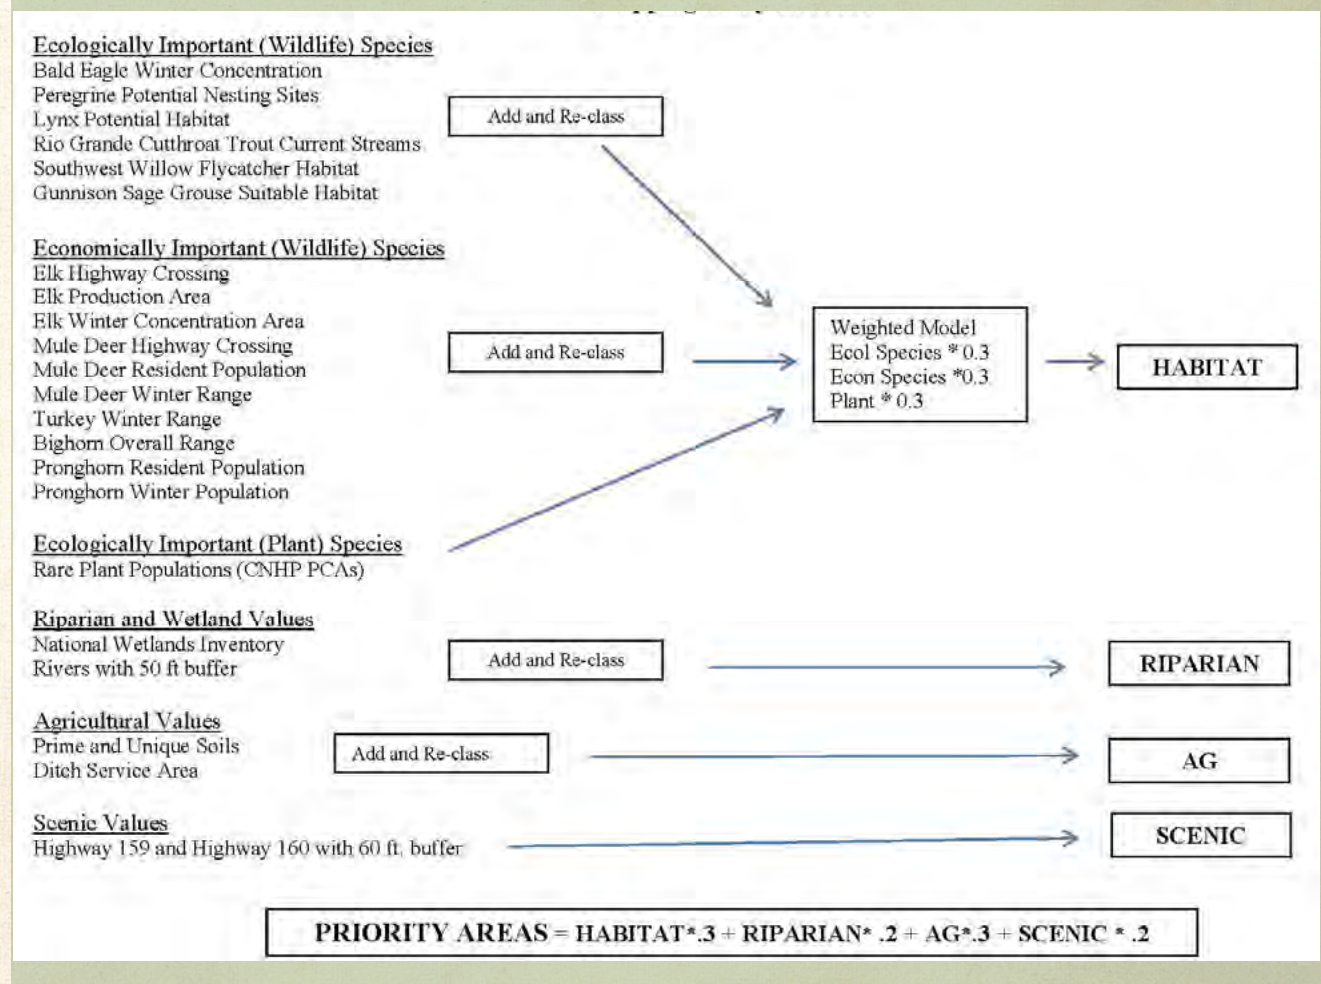 Ecologically Important (Wildlife) Species
Bald Eagle Winter Concentration
Peregrine Potential Nesting Sites
Lynx Potential Habitat
Rio Grande Cutthroat Trout Current Streams
Southwest Willow Flycatcher Habitat
Gunnison Sage Grouse Suitable Habitat
Add and Re-class
Economically Important (Wildlife) Species
Elk Highway Crossing
Elk Production Area
Elk Winter Concentration Area
Mule Deer Highway Crossing
Mule Deer Resident Population
Mule Deer Winter Range
Turkey Winter Range
Bighorn Overall Range
Pronghorn Resident Population
Pronghorn Winter Population
Add and Re-class
Weighted Model
Ecol Species * 0.3
Econ Species *0.3
Plant * 0.3
HABITAT
Ecologically Important (Plant) Species
Rare Plant Populations (CNHP PCAs)
Riparian and Wetland Values
National Wetlands Inventory
Rivers with 50 ft buffer
Add and Re-class
RIPARIAN
Agricultural Values
Prime and Unique Soils
Ditch Service Area
Add and Re-class
AG
Scenic Values
Highway 159 and Highway 160 with 60 ft. buffer
SCENIC
PRIORITY AREAS = HABITAT*.3 + RIPARIAN* .2 + AG*.3 + SCENIC * .2